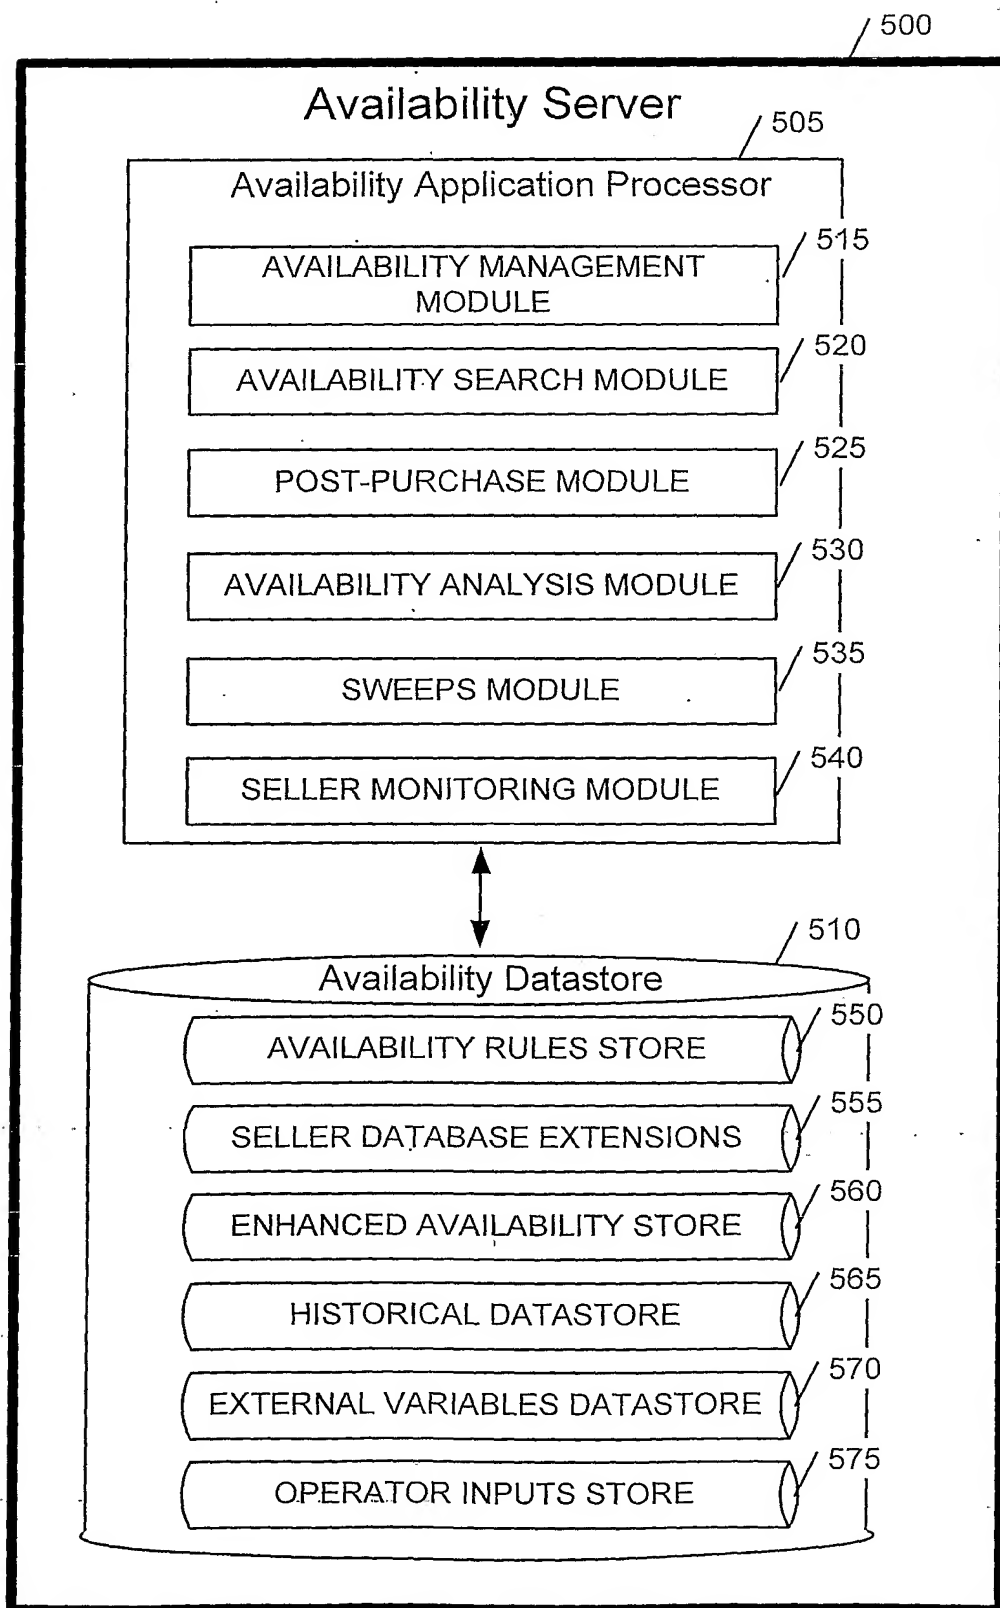 500
Availability Server
505
Availability Application Processor
515
AVAILABILITY MANAGEMENT
MODULE
520
AVAILABILITY SEARCH MODULE
525
POST-PURCHASE MODULE
530
AVAILABILITY ANALYSIS MODULE
535
SWEEPS MODULE
540
SELLER MONITORING MODULE
510
Availability Datastore
550
AVAILABILITY RULES STORE
555
SELLER DATABASE EXTENSIONS
560
ENHANCED AVAILABILITY STORE
565
HISTORICAL DATASTORE
570
EXTERNAL VARIABLES DATASTORE
575
OPERATOR INPUTS STORE